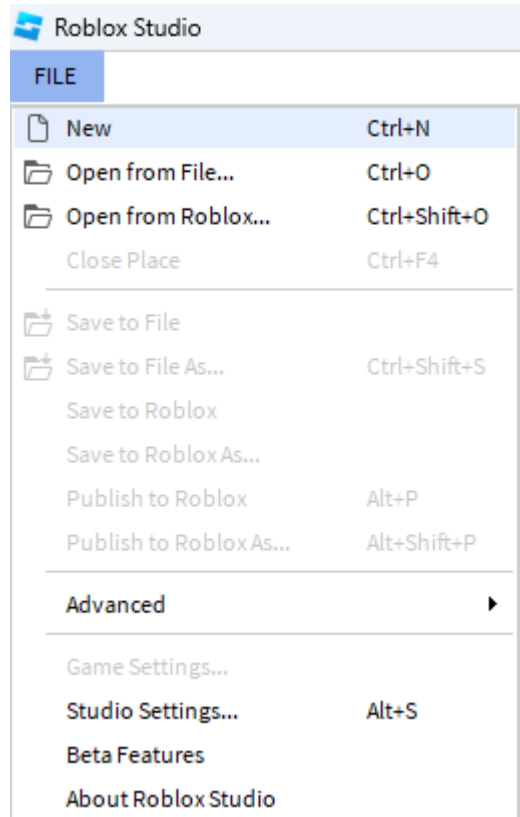 Roblox Studio
FILE
New Ctrl+N
Open from File... Ctrl+O
Open from Roblox... Ctrl+Shift+O
Close Place Ctrl+F4
Save to File
Save to File As... Ctrl+Shift+S
Save to Roblox
Save to Roblox As...
Publish to Roblox Alt+P
Publish to Roblox As... Alt+Shift+P
Advanced
Game Settings...
Studio Settings... Alt+S
Beta Features
About Roblox Studio